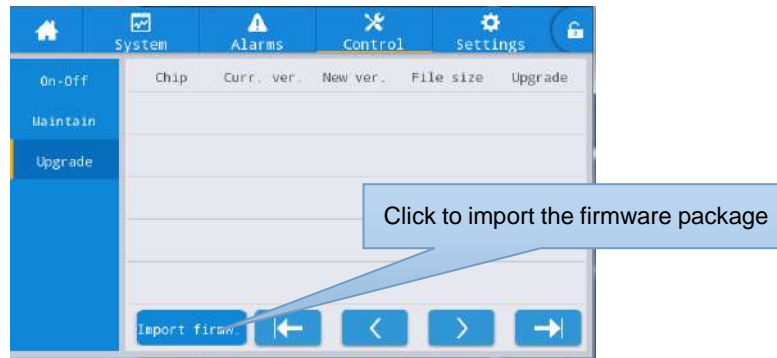 System Alarms Control Settings
On-Off Chip Curr. ver. New ver. File size Upgrade
Maintain
Upgrade
Click to import the firmware package
Import firmw.